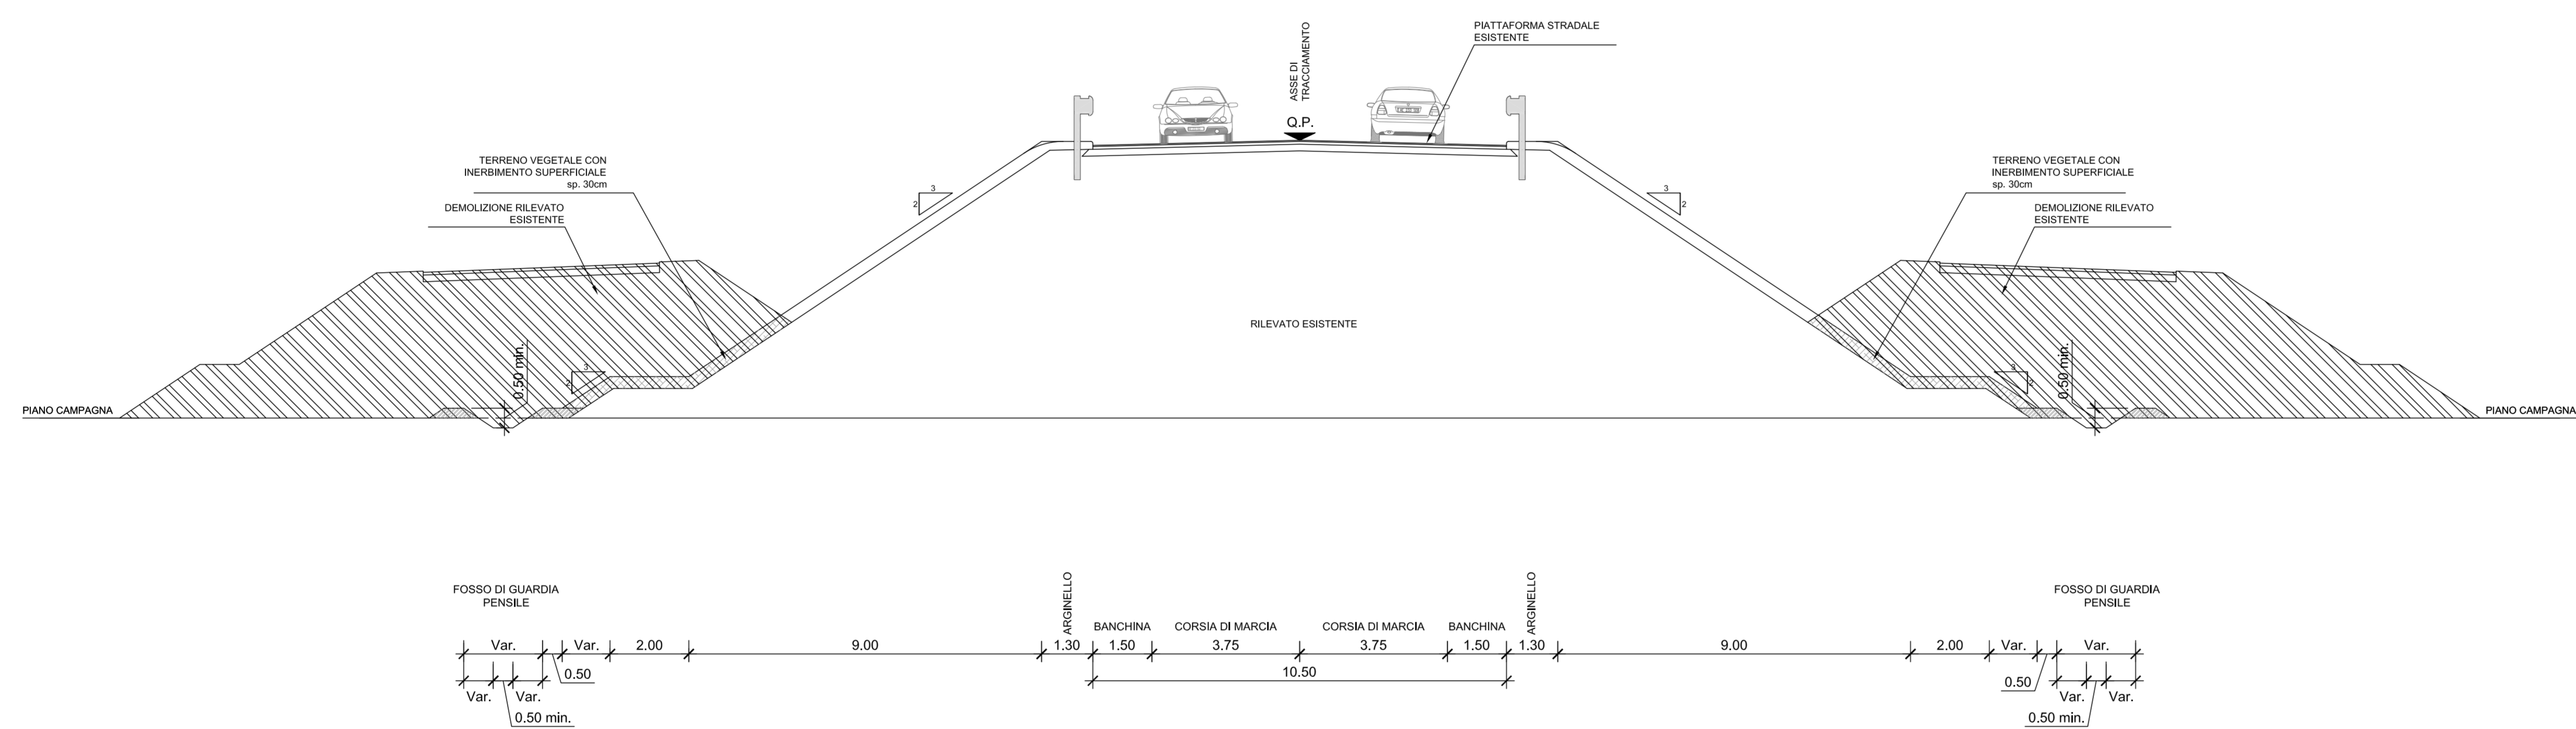 PIATTAFORMA STRADALE
ESISTENTE
ASSE DI
TRACCIAMENTO
Q.P.
TERRENO VEGETALE CON
INERBIMENTO SUPERFICIALE
sp. 30cm
DEMOLIZIONE RILEVATO
ESISTENTE
3
2
3
2
TERRENO VEGETALE CON
INERBIMENTO SUPERFICIALE
sp. 30cm
DEMOLIZIONE RILEVATO
ESISTENTE
RILEVATO ESISTENTE
0.50 min.
3
2
3
2
0.50 min.
PIANO CAMPAGNA
PIANO CAMPAGNA
FOSSO DI GUARDIA
PENSILE
ARGINELLO
BANCHINA
CORSIA DI MARCIA
CORSIA DI MARCIA
BANCHINA
ARGINELLO
FOSSO DI GUARDIA
PENSILE
Var.
Var.
2.00
9.00
1.30
1.50
3.75
3.75
1.50
1.30
9.00
2.00
Var.
Var.
0.50
10.50
0.50
Var.
Var.
Var.
Var.
0.50 min.
0.50 min.